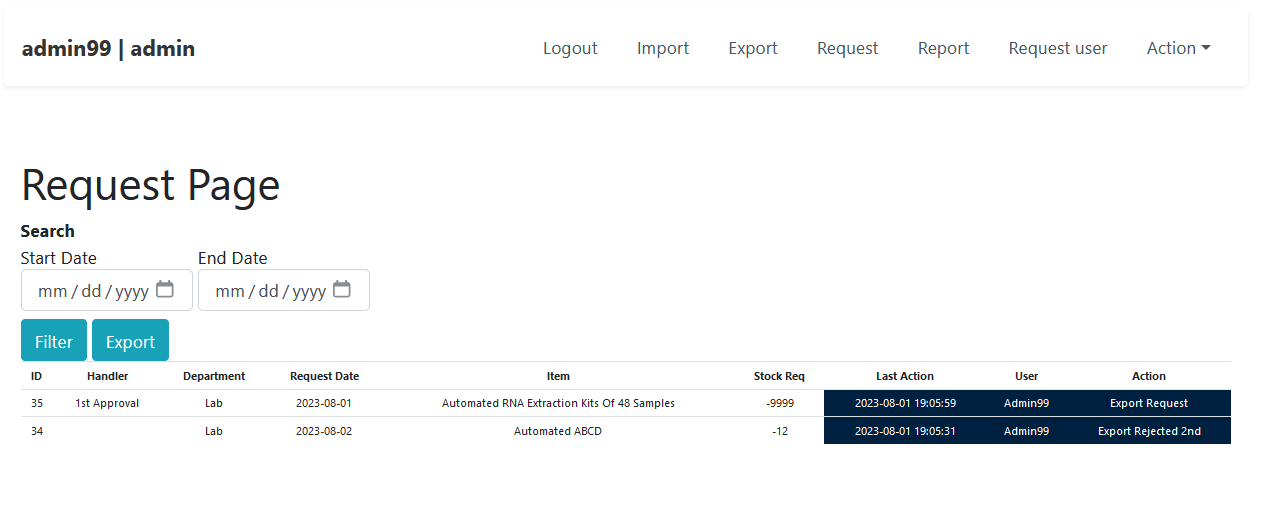 admin99 | admin Logout Import Export Request Report Request user Action
Request Page
Search
Start Date End Date
mm / dd / yyyy mm / dd / yyyy
Filter Export
ID Handler Department Request Date Item Stock Req Last Action User Action
35 1st Approval Lab 2023-08-01 Automated RNA Extraction Kits Of 48 Samples -9999 2023-08-01 19:05:59 Admin99 Export Request
34 Lab 2023-08-02 Automated ABCD -12 2023-08-01 19:05:31 Admin99 Export Rejected 2nd